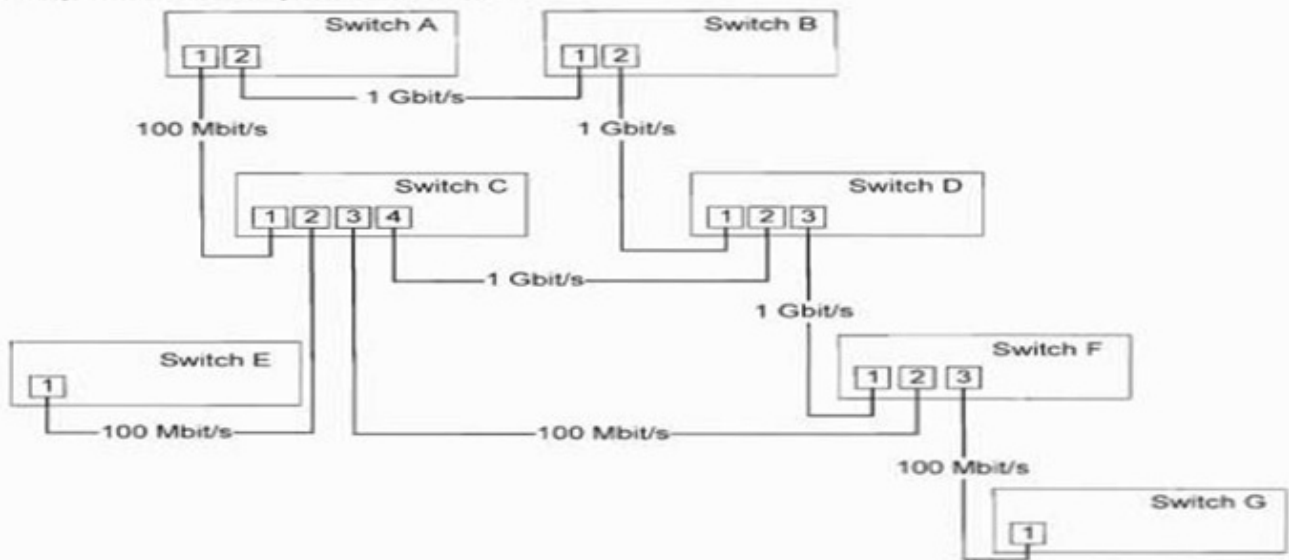 Switch A
1 2
Switch B
1 2
1 Gbit/s
100 Mbit/s
1 Gbit/s
Switch C
1 2 3 4
Switch D
1 2 3
1 Gbit/s
1 Gbit/s
Switch E
1
Switch F
1 2 3
100 Mbit/s
100 Mbit/s
100 Mbit/s
Switch G
1